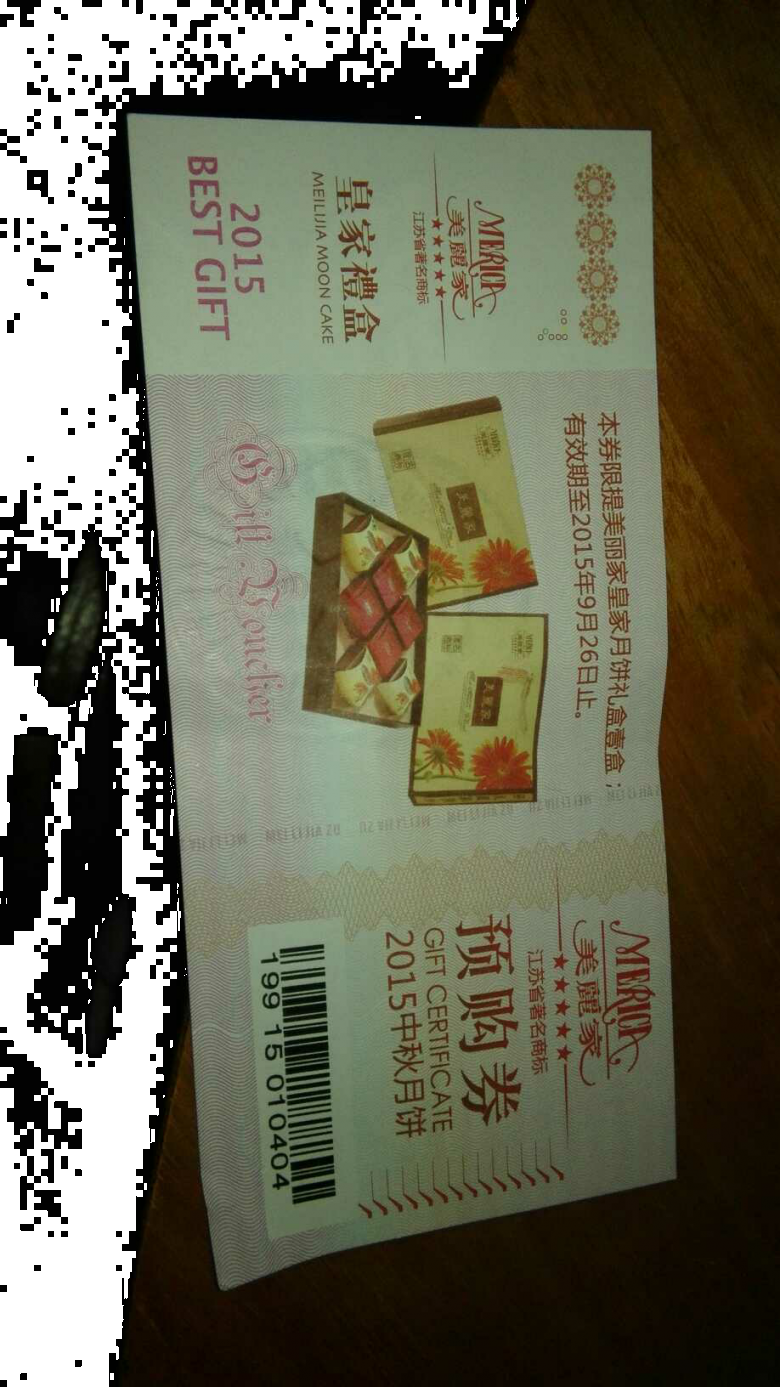 MERICA
美麗家
★★★★★
江苏省著名商标
皇家禮盒
MEILIJIA MOON CAKE
2015
BEST GIFT
本券限提美丽家皇家月饼礼盒壹盒；
有效期至2015年9月26日止。
Gift Voucher
MERICA
美麗家
★★★★★
江苏省著名商标
预购券
GIFT CERTIFICATE
2015中秋月饼
199 15 010404